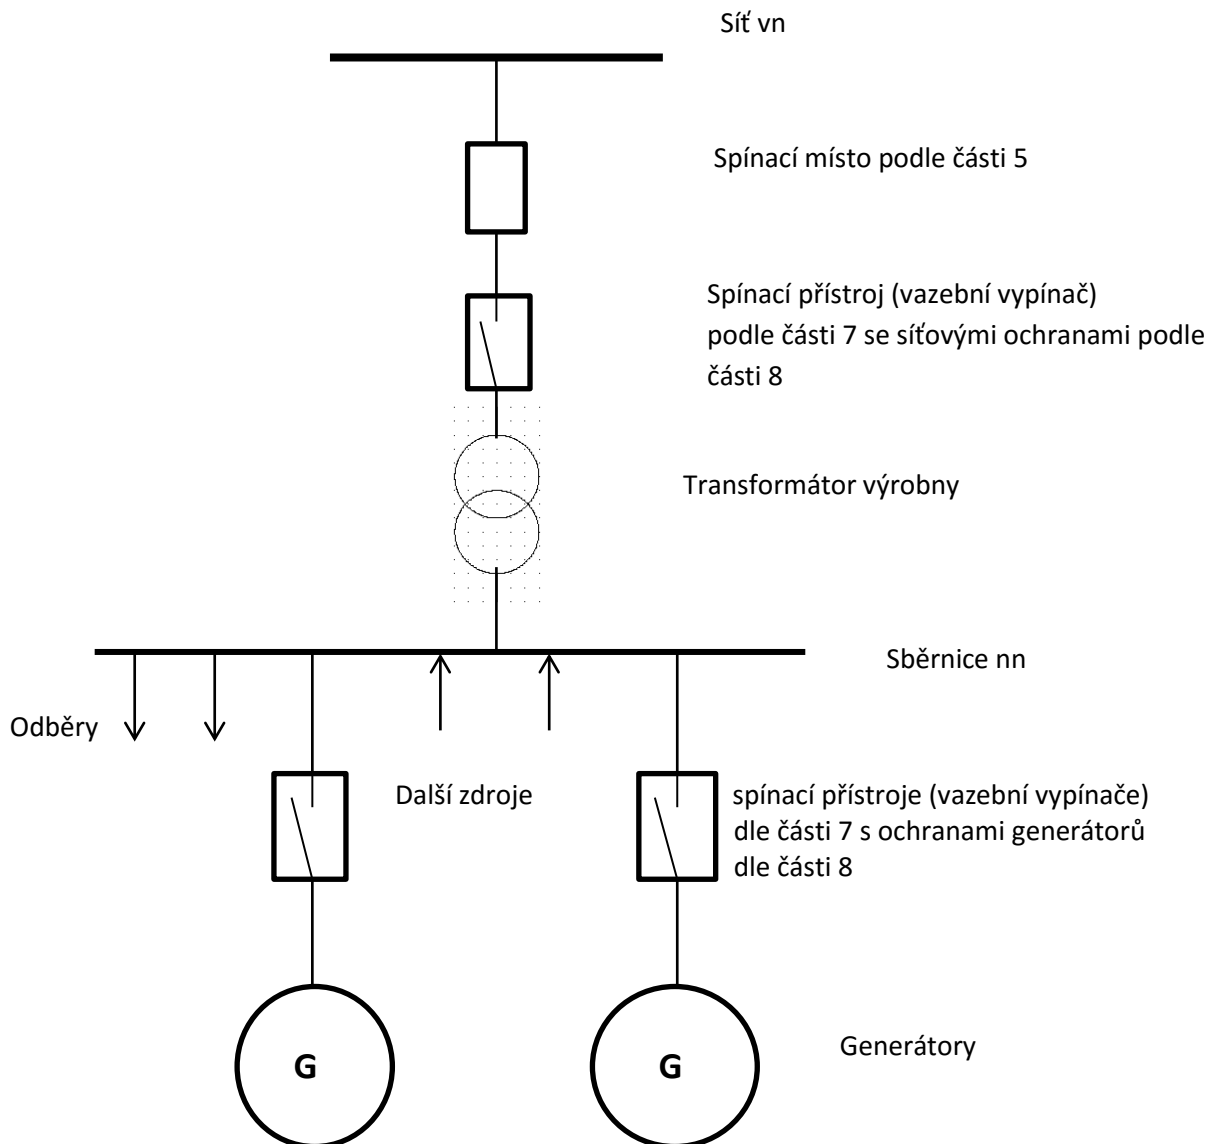 Síť vn
Spínací místo podle části 5
Spínací přístroj (vazební vypínač)
podle části 7 se síťovými ochranami podle
části 8
Transformátor výrobny
Sběrnice nn
Odběry
Další zdroje
spínací přístroje (vazební vypínače)
dle části 7 s ochranami generátorů
dle části 8
Generátory
G
G